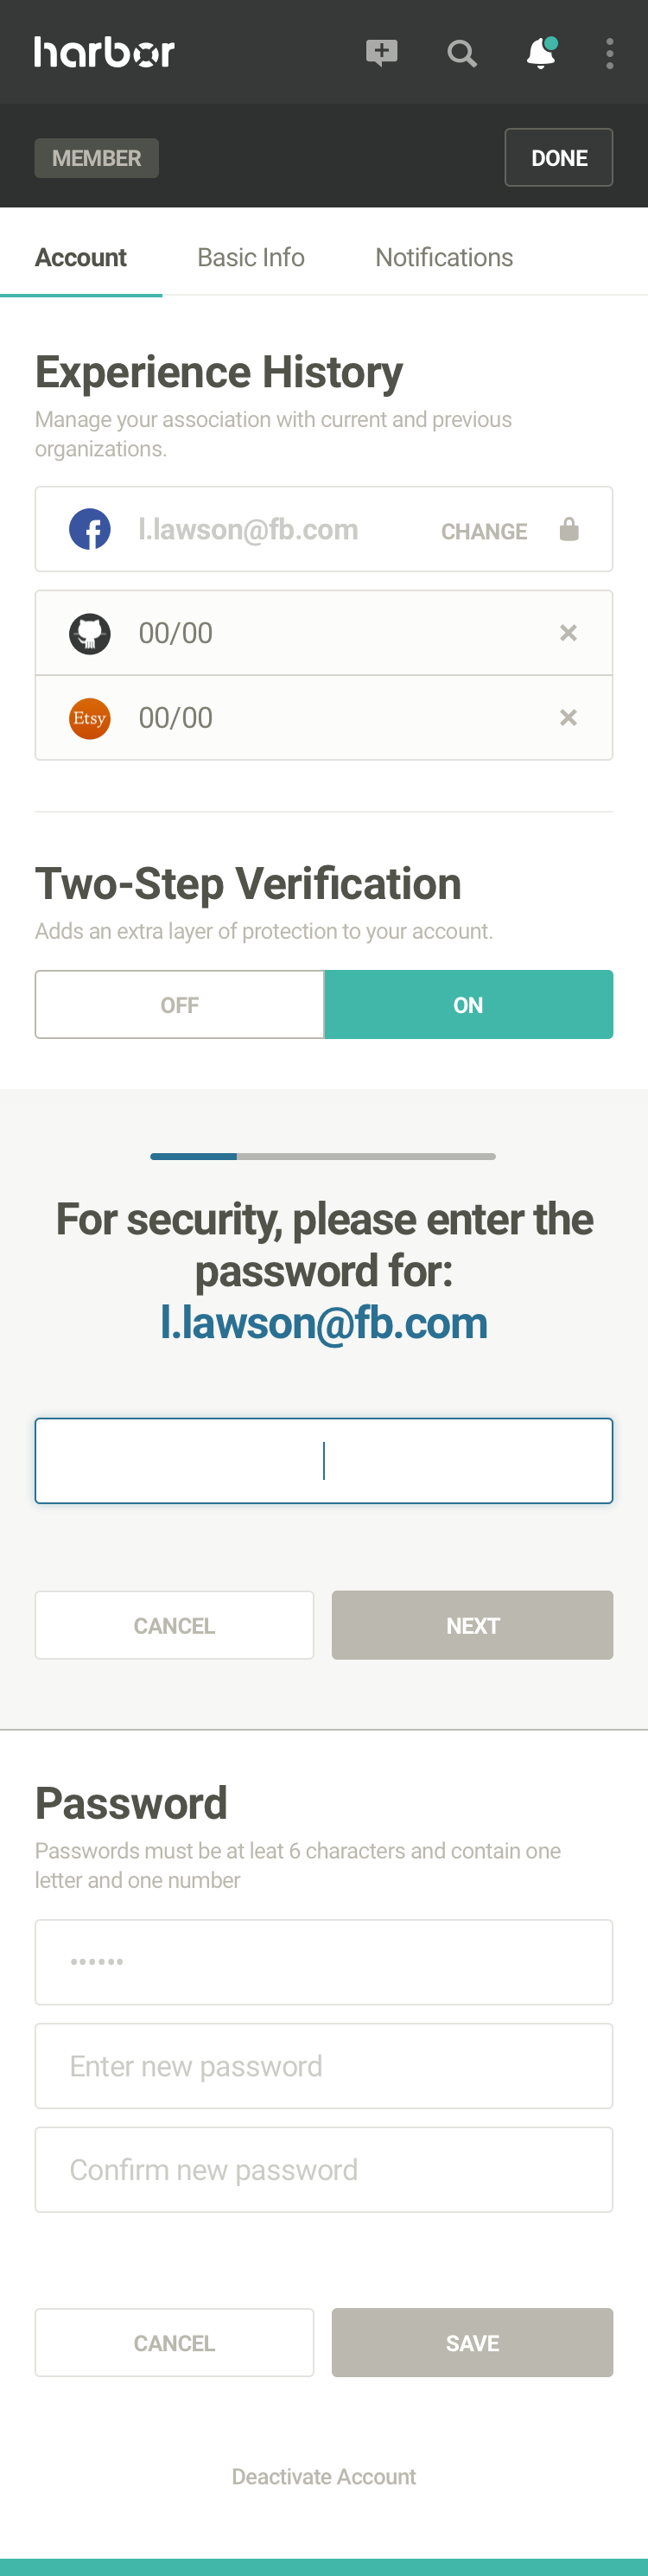 harbor
MEMBER
DONE
Account Basic Info Notifications
Experience History
Manage your association with current and previous
organizations.
l.lawson@fb.com CHANGE
00/00
Etsy 00/00
Two-Step Verification
Adds an extra layer of protection to your account.
OFF ON
For security, please enter the
password for:
l.lawson@fb.com
CANCEL NEXT
Password
Passwords must be at leat 6 characters and contain one
letter and one number
••••••
Enter new password
Confirm new password
CANCEL SAVE
Deactivate Account